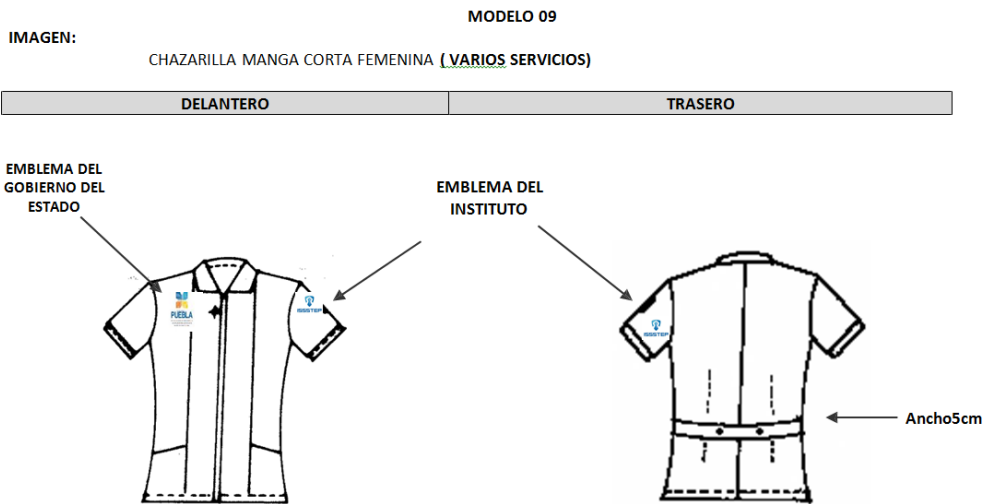 MODELO 09
IMAGEN:
CHAZARILLA MANGA CORTA FEMENINA ( VARIOS SERVICIOS)
DELANTERO
TRASERO
EMBLEMA DEL
GOBIERNO DEL
ESTADO
EMBLEMA DEL
INSTITUTO
PUEBLA
ISSSTEP
ISSSTEP
Ancho5cm